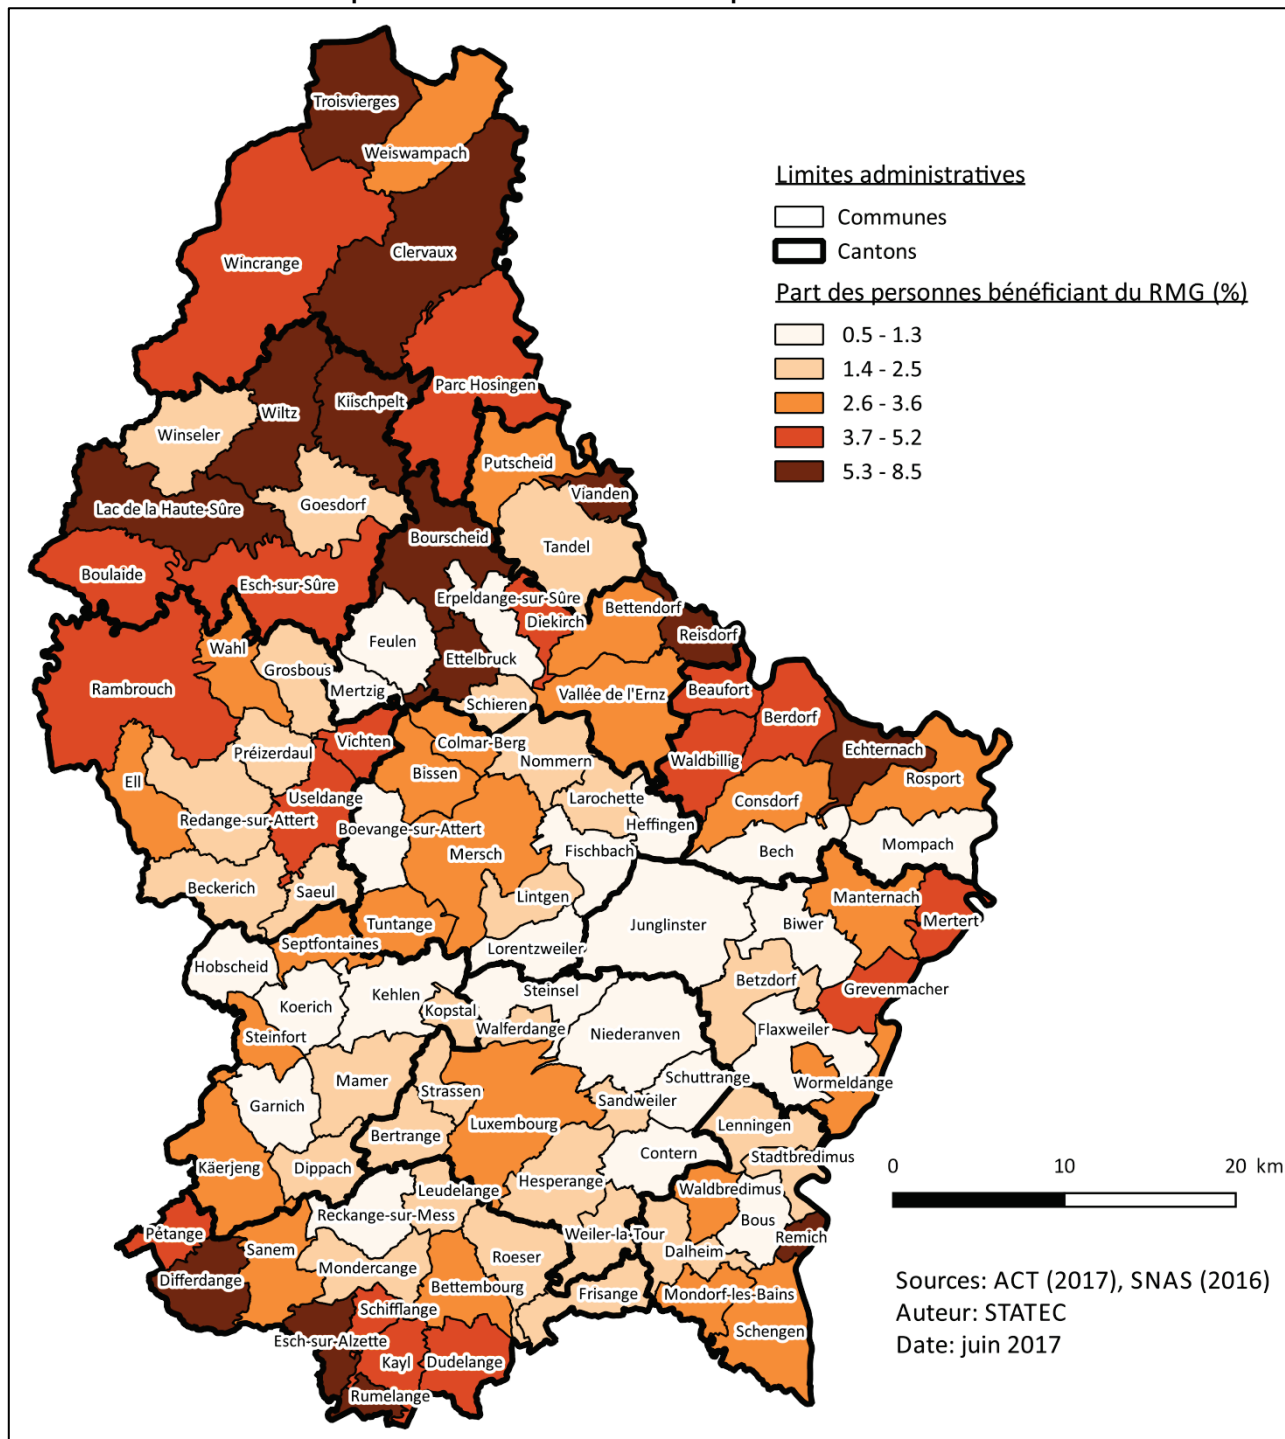 Troisvierges
Weiswampach
Clervaux
Wincrange
Parc Hosingen
Kiischpelt
Wiltz
Winseler
Putscheid
Vianden
Goesdorf
Lac de la Haute-Sûre
Bourscheid
Tandel
Boulaide
Esch-sur-Sûre
Erpeldange-sur-Sûre
Bettendorf
Diekirch
Reisdorf
Feulen
Wahl
Ettelbruck
Grosbous
Mertzig
Rambrouch
Vallée de l'Ernz
Beaufort
Schieren
Berdorf
Vichten
Colmar-Berg
Préizerdaul
Echternach
Nommern
Waldbillig
Bissen
Rosport
Ell
Useldange
Larochette
Consdorf
Redange-sur-Attert
Boevange-sur-Attert
Heffingen
Mersch
Fischbach
Bech
Mompach
Beckerich
Saeul
Lintgen
Manternach
Tuntange
Junglinster
Biwer
Mertert
Septfontaines
Lorentzweiler
Hobscheid
Betzdorf
Grevenmacher
Steinsel
Kehlen
Koerich
Kopstal
Walferdange
Flaxweiler
Niederanven
Steinfort
Mamer
Schuttrange
Wormeldange
Strassen
Sandweiler
Garnich
Luxembourg
Lenningen
Bertrange
Contern
Stadtbredimus
Käerjeng
Dippach
Hesperange
Leudelange
Waldbredimus
Reckange-sur-Mess
Bous
Pétange
Weiler-la-Tour
Remich
Sanem
Roeser
Dalheim
Mondercange
Differdange
Bettembourg
Frisange
Mondorf-les-Bains
Schifflange
Schengen
Esch-sur-Alzette
Kayl
Dudelange
Rumelange
Limites administratives
Communes
Cantons
Part des personnes bénéficiant du RMG (%)
0.5 - 1.3
1.4 - 2.5
2.6 - 3.6
3.7 - 5.2
5.3 - 8.5
0 10 20 km
Sources: ACT (2017), SNAS (2016)
Auteur: STATEC
Date: juin 2017